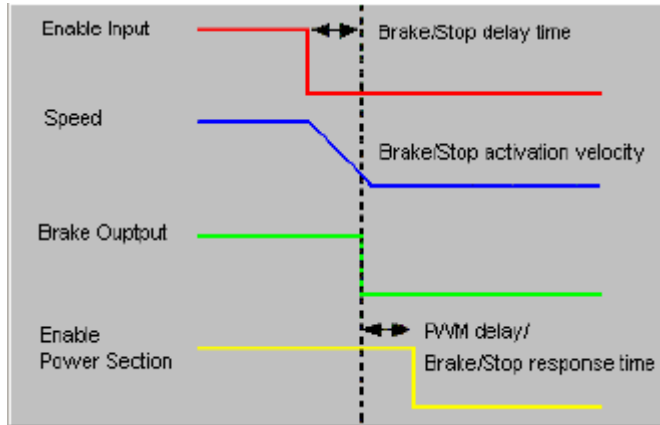 Enable Input
Brake/Stop delay time
Speed
Brake/Stop activation velocity
Brake Ouptput
Enable
Power Section
PWM delay/
Brake/Stop response time